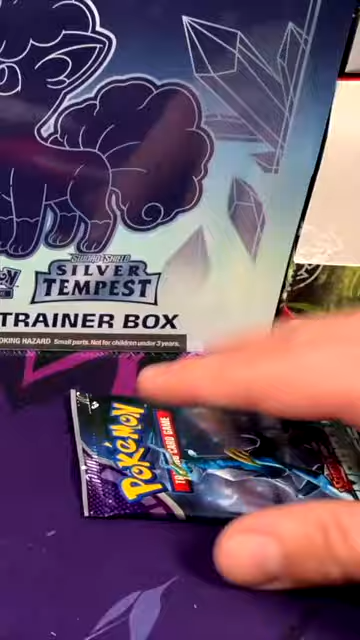 SWORD & SHIELD
SILVER
TEMPEST
TRAINER BOX
OKING HAZARD Small parts. Not for children under 3 years.
POKÉMON
TRADING CARD GAME